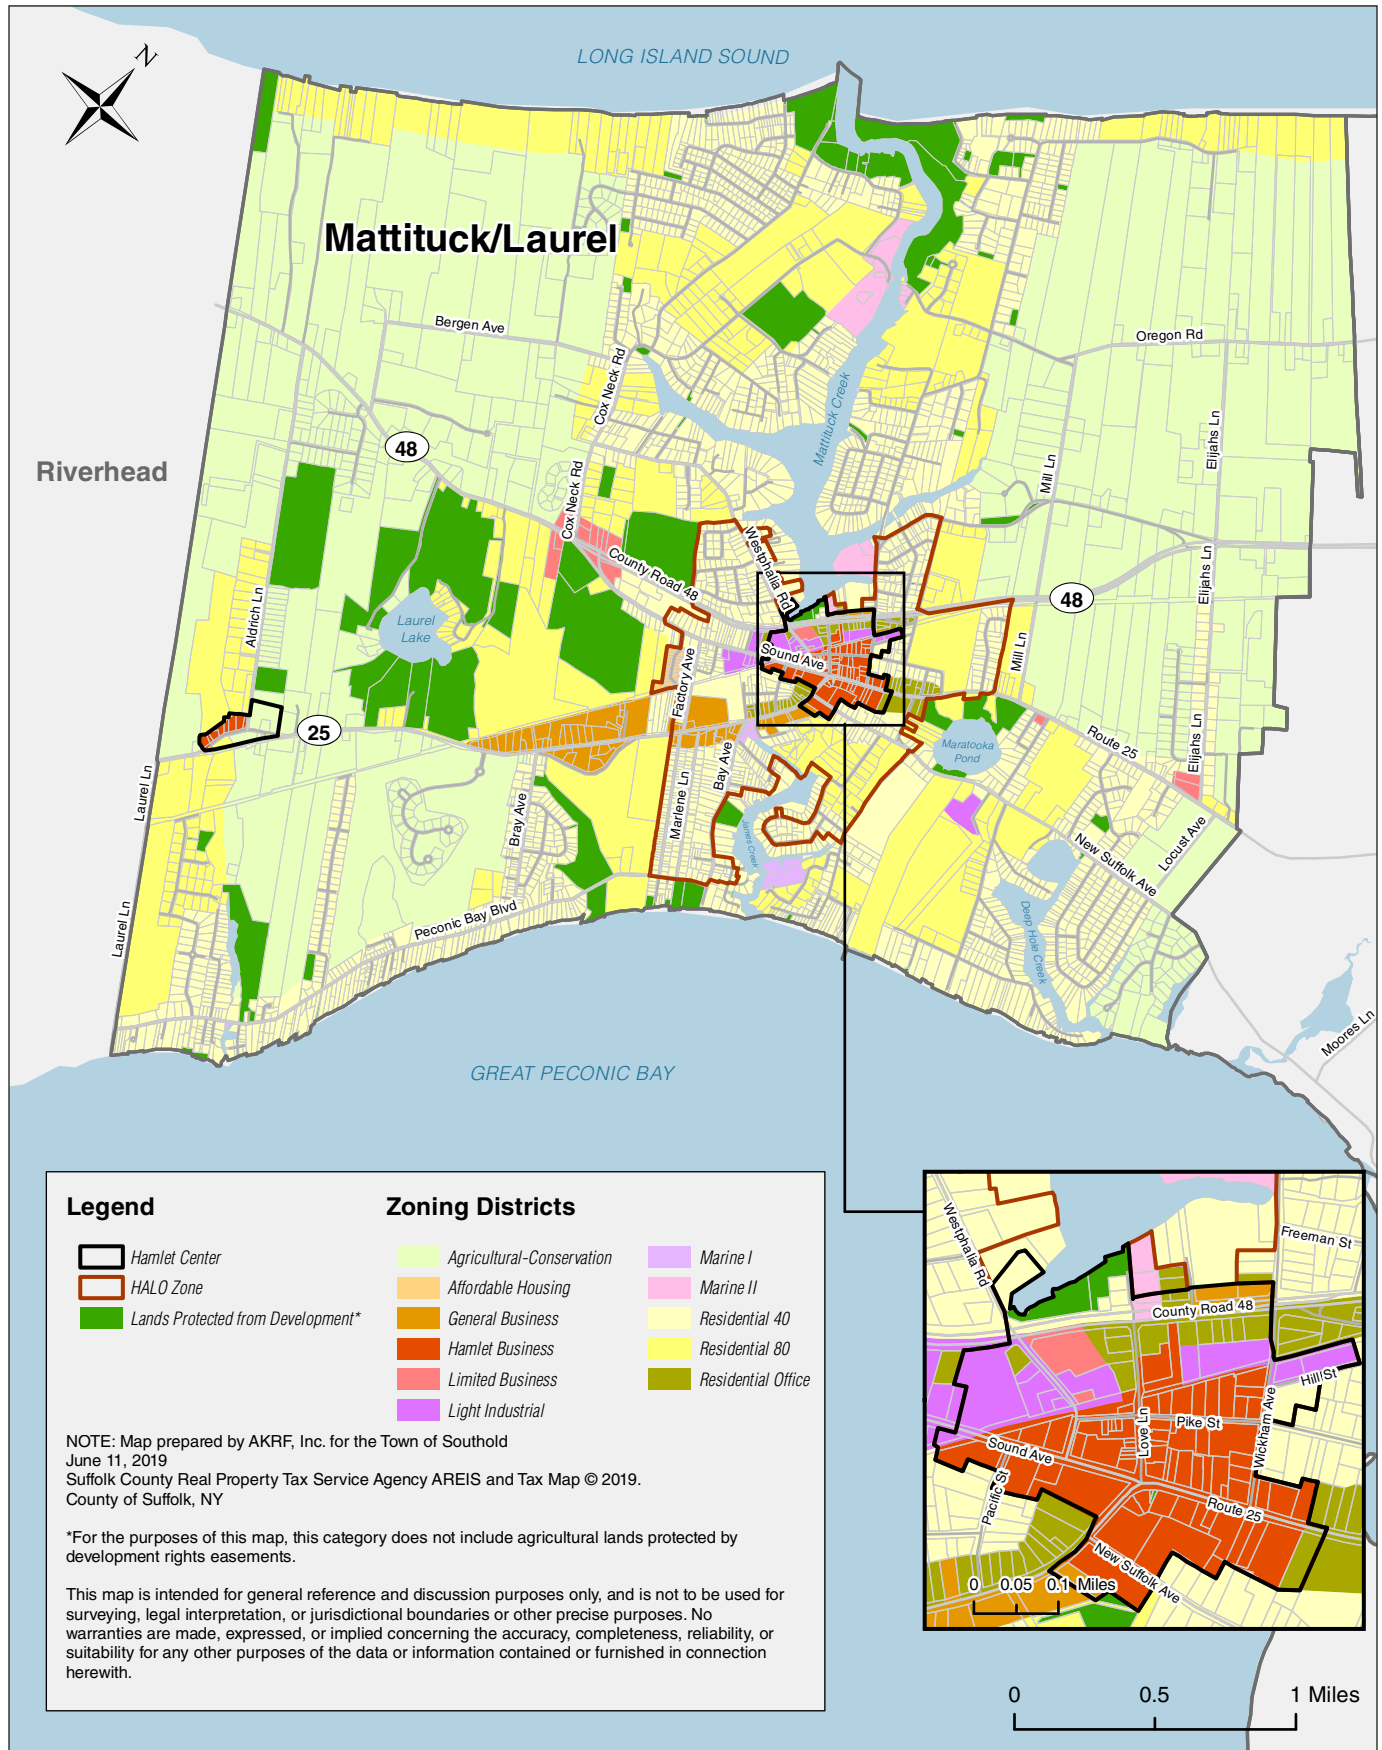 N
LONG ISLAND SOUND
Mattituck/Laurel
Bergen Ave
Oregon Rd
Cox Neck Rd
Mattituck Creek
Elijahs Ln
48
Riverhead
Mill Ln
Cox Neck Rd
Westphalia Rd
County Road 48
Elijahs Ln
48
Aldrich Ln
Laurel
Lake
Sound Ave
Mill Ln
Factory Ave
25
Route 25
Elijahs Ln
Maratooka
Pond
Laurel Ln
Bay Ave
Marlene Ln
Bray Ave
James Creek
New Suffolk Ave
Locust Ave
Laurel Ln
Peconic Bay Blvd
Deep Hole Creek
Moores Ln
GREAT PECONIC BAY
Legend
Hamlet Center
HALO Zone
Lands Protected from Development*
Zoning Districts
Agricultural-Conservation
Affordable Housing
General Business
Hamlet Business
Limited Business
Light Industrial
Marine I
Marine II
Residential 40
Residential 80
Residential Office
NOTE: Map prepared by AKRF, Inc. for the Town of Southold
June 11, 2019
Suffolk County Real Property Tax Service Agency AREIS and Tax Map © 2019.
County of Suffolk, NY
*For the purposes of this map, this category does not include agricultural lands protected by
development rights easements.
This map is intended for general reference and discussion purposes only, and is not to be used for
surveying, legal interpretation, or jurisdictional boundaries or other precise purposes. No
warranties are made, expressed, or implied concerning the accuracy, completeness, reliability, or
suitability for any other purposes of the data or information contained or furnished in connection
herewith.
Westphalia Rd
Freeman St
County Road 48
Hill St
Pike St
Love Ln
Wickham Ave
Sound Ave
Pacific St
Route 25
New Suffolk Ave
0 0.05 0.1 Miles
0 0.5 1 Miles